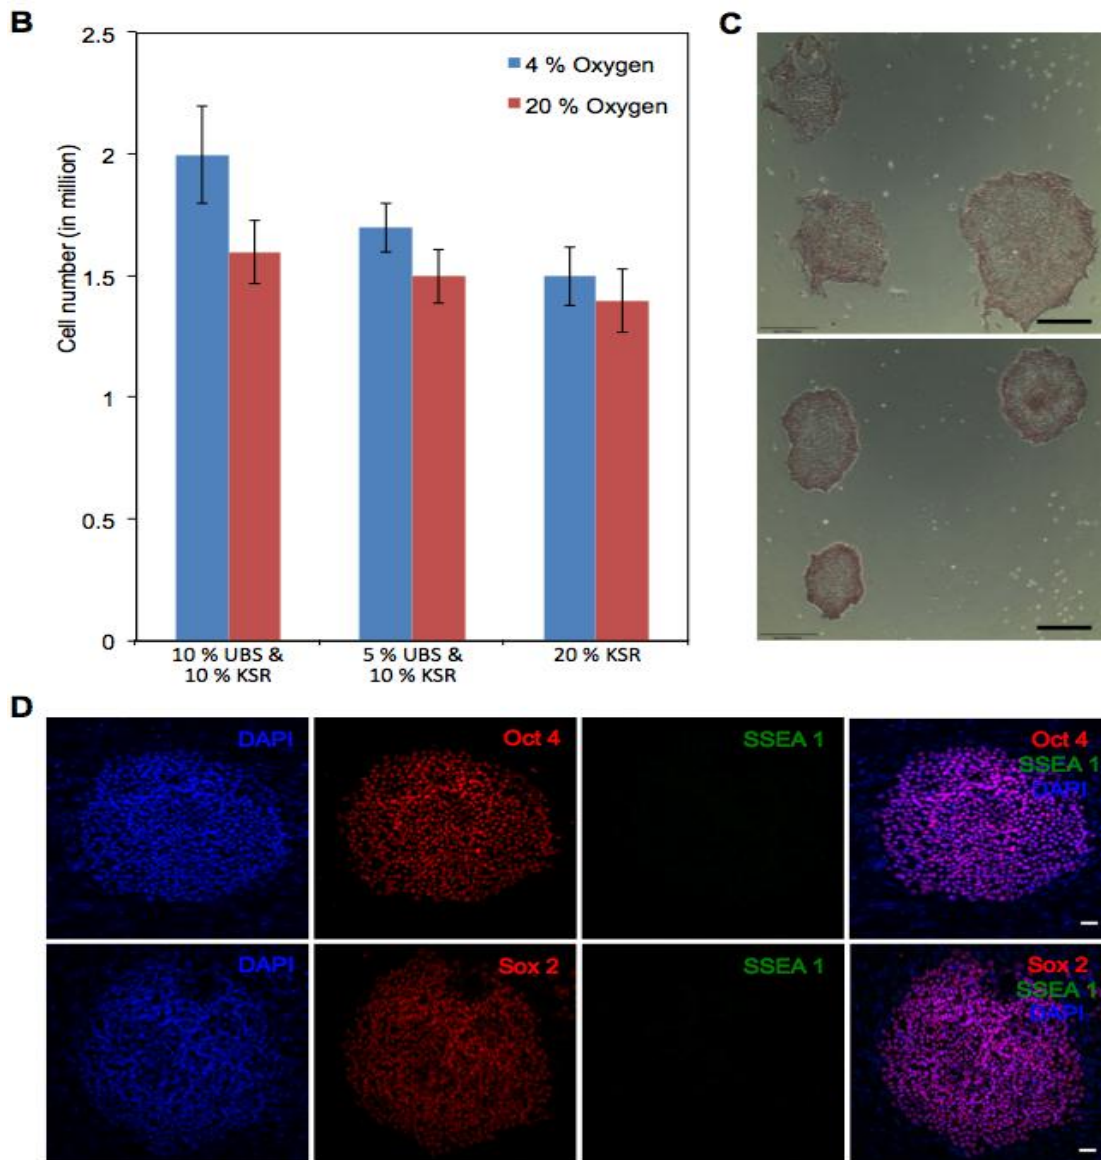 B
2.5
2
1.5
1
0.5
0
Cell number (in million)
4 % Oxygen
20 % Oxygen
10 % UBS &
10 % KSR
5 % UBS &
10 % KSR
20 % KSR
C
D
DAPI
Oct 4
SSEA 1
Oct 4
SSEA 1
DAPI
DAPI
Sox 2
SSEA 1
Sox 2
SSEA 1
DAPI